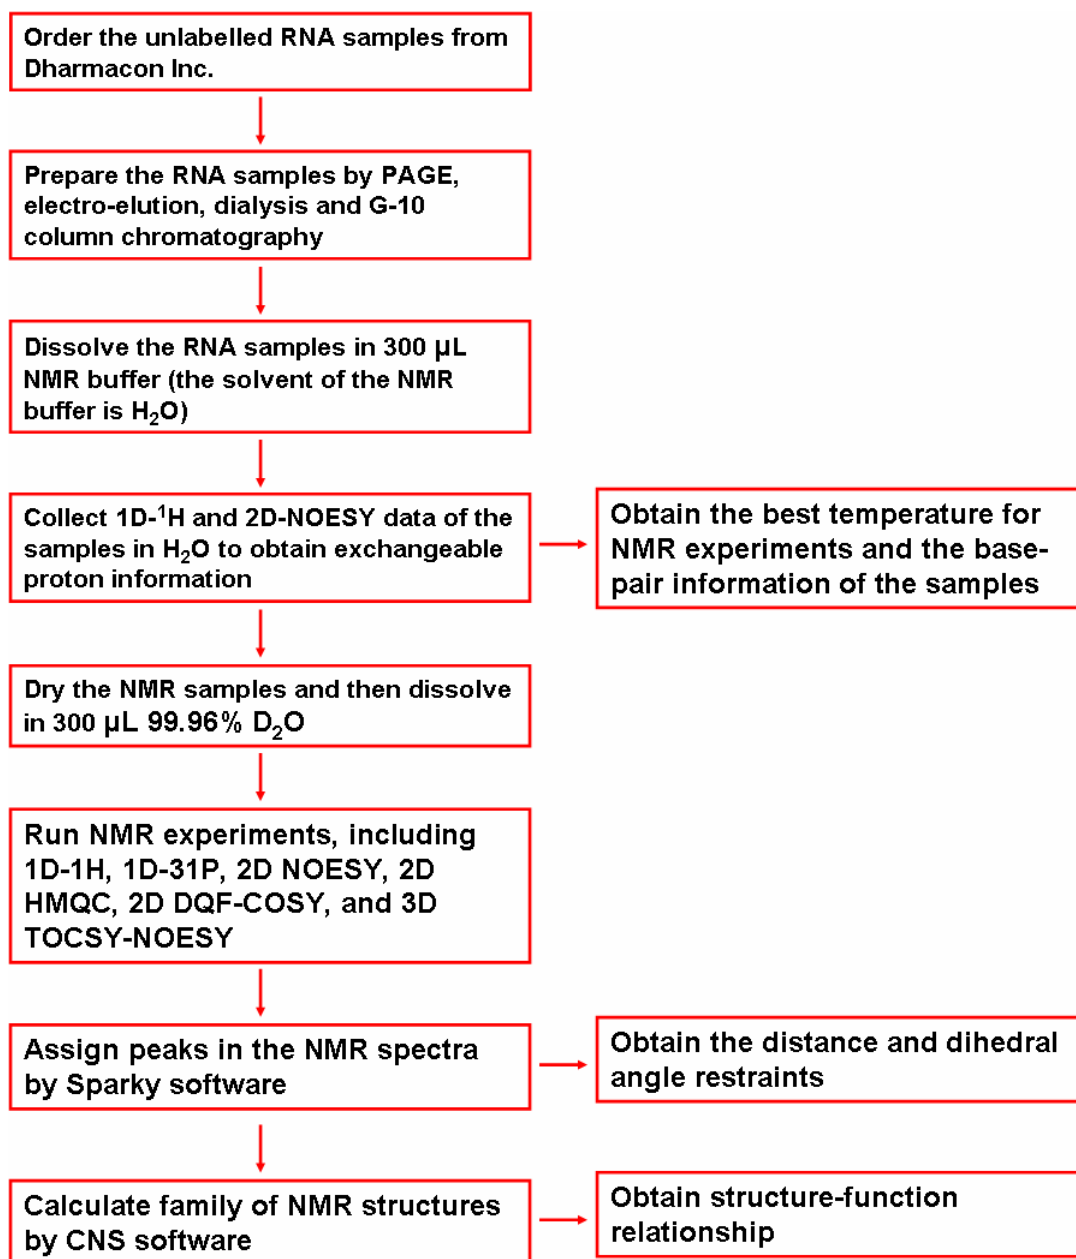 Order the unlabelled RNA samples from
Dharmacon Inc.
Prepare the RNA samples by PAGE,
electro-elution, dialysis and G-10
column chromatography
Dissolve the RNA samples in 300 µL
NMR buffer (the solvent of the NMR
buffer is H₂O)
Collect 1D-¹H and 2D-NOESY data of the
samples in H₂O to obtain exchangeable
proton information
Obtain the best temperature for
NMR experiments and the base-
pair information of the samples
Dry the NMR samples and then dissolve
in 300 µL 99.96% D₂O
Run NMR experiments, including
1D-1H, 1D-31P, 2D NOESY, 2D
HMQC, 2D DQF-COSY, and 3D
TOCSY-NOESY
Assign peaks in the NMR spectra
by Sparky software
Obtain the distance and dihedral
angle restraints
Calculate family of NMR structures
by CNS software
Obtain structure-function
relationship